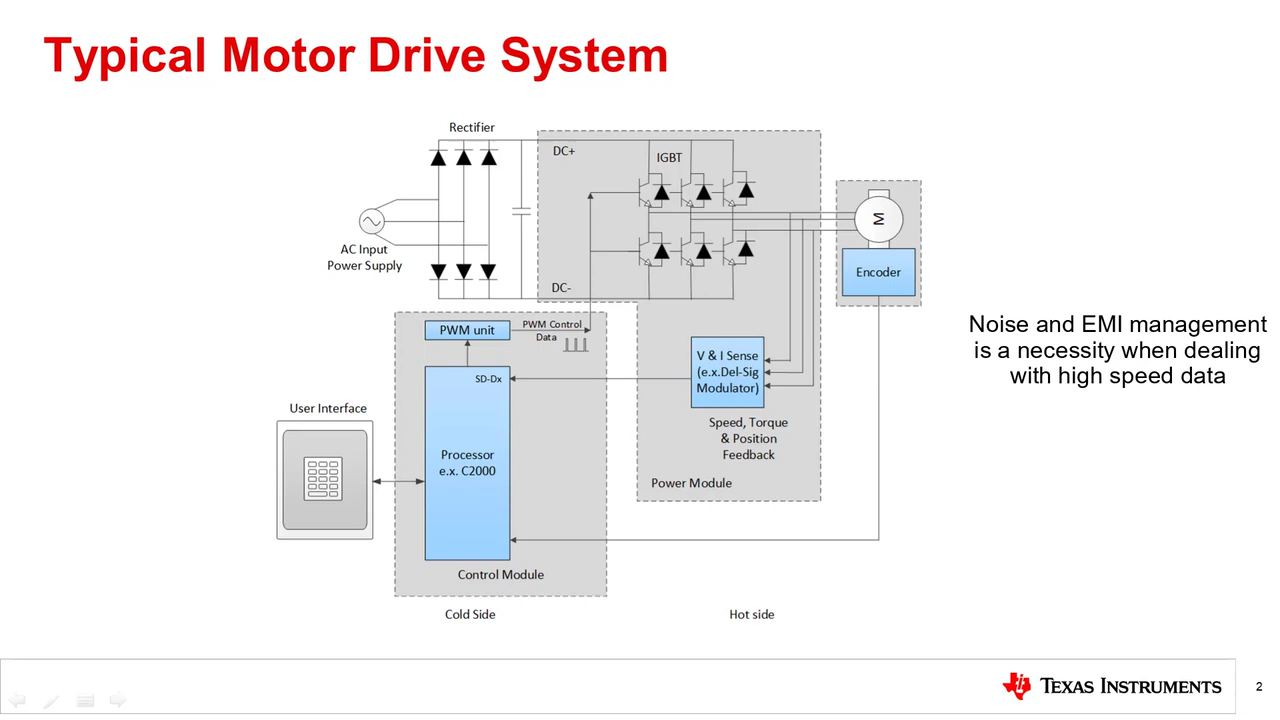 Typical Motor Drive System
Rectifier
DC+
IGBT
M
AC Input
Power Supply
Encoder
DC-
PWM unit
PWM Control
Data
Noise and EMI management
is a necessity when dealing
with high speed data
V & I Sense
(e.x.Del-Sig
Modulator)
SD-Dx
User Interface
Speed, Torque
& Position
Feedback
Processor
e.x. C2000
Power Module
Control Module
Cold Side
Hot side
TEXAS INSTRUMENTS
2